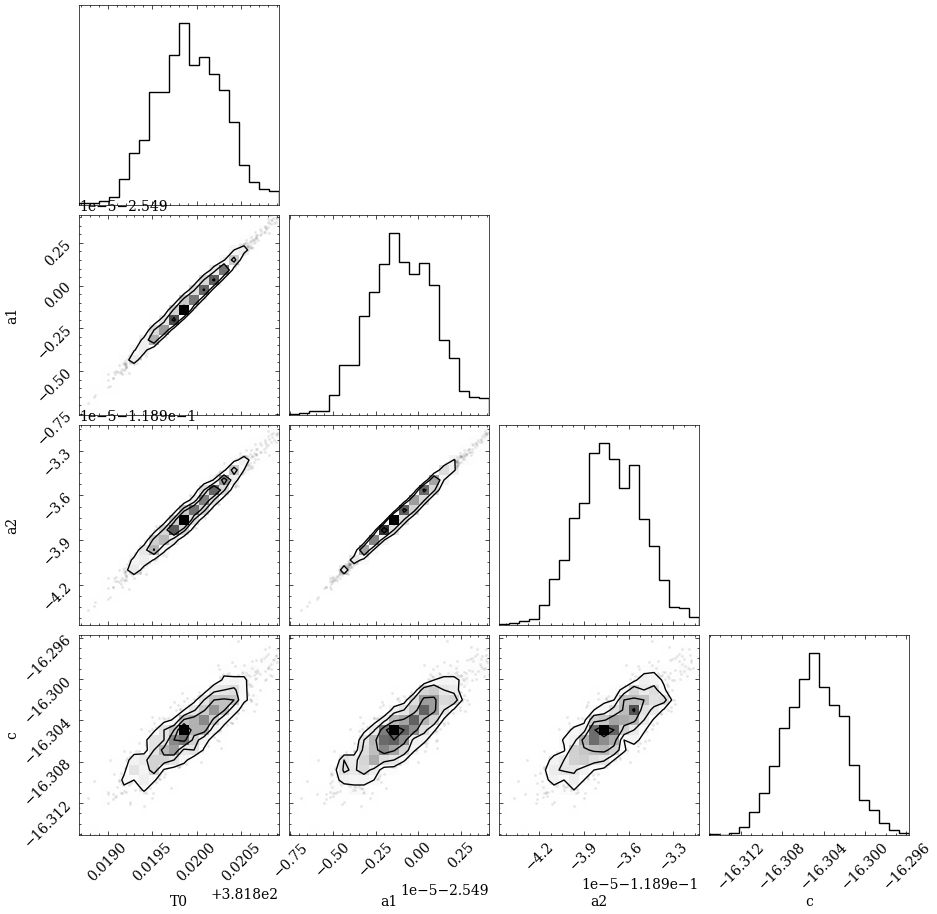 1e−5−2.549
0.25
0.00
−0.25
−0.50
−0.75
a1
1e−5−1.189e−1
−3.3
−3.6
−3.9
−4.2
a2
−16.296
−16.300
−16.304
−16.308
−16.312
c
0.0190
0.0195
0.0200
0.0205
+3.818e2
T0
−0.75
−0.50
−0.25
0.00
0.25
1e−5−2.549
a1
−4.2
−3.9
−3.6
−3.3
1e−5−1.189e−1
a2
−16.312
−16.308
−16.304
−16.300
−16.296
c